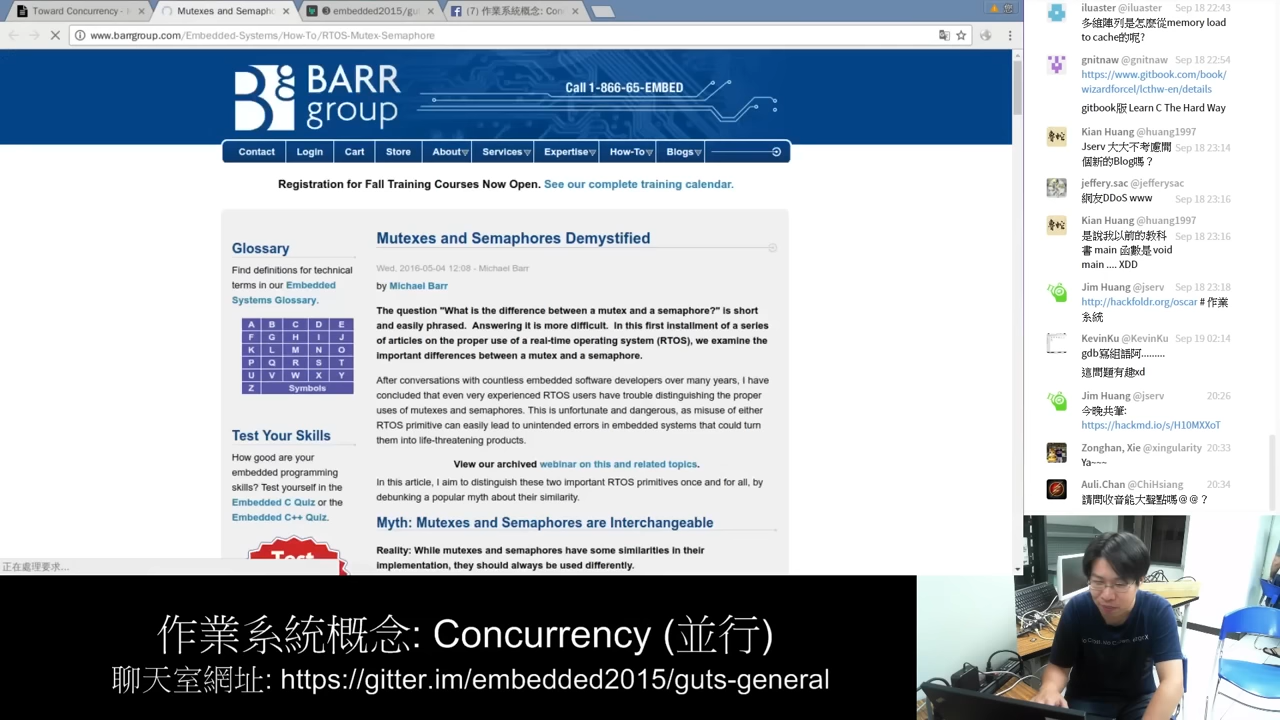 Toward Concurrency -
Mutexes and Semapho
embedded2015/gut
(7) 作業系統概念: Con
www.barrgroup.com/Embedded-Systems/How-To/RTOS-Mutex-Semaphore
BARR
group
Call 1-866-65-EMBED
Contact
Login
Cart
Store
About
Services
Expertise
How-To
Blogs
Registration for Fall Training Courses Now Open. See our complete training calendar.
Glossary
Find definitions for technical
terms in our Embedded
Systems Glossary.
A B C D E
F G H I J
K L M N O
P Q R S T
U V W X Y
Z Symbols
Test Your Skills
How good are your
embedded programming
skills? Test yourself in the
Embedded C Quiz or the
Embedded C++ Quiz.
Test
Mutexes and Semaphores Demystified
Wed, 2016-05-04 12:08 - Michael Barr
by Michael Barr
The question "What is the difference between a mutex and a semaphore?" is short
and easily phrased. Answering it is more difficult. In this first installment of a series
of articles on the proper use of a real-time operating system (RTOS), we examine the
important differences between a mutex and a semaphore.
After conversations with countless embedded software developers over many years, I have
concluded that even very experienced RTOS users have trouble distinguishing the proper
uses of mutexes and semaphores. This is unfortunate and dangerous, as misuse of either
RTOS primitive can easily lead to unintended errors in embedded systems that could turn
them into life-threatening products.
View our archived webinar on this and related topics.
In this article, I aim to distinguish these two important RTOS primitives once and for all, by
debunking a popular myth about their similarity.
Myth: Mutexes and Semaphores are Interchangeable
Reality: While mutexes and semaphores have some similarities in their
implementation, they should always be used differently.
正在處理要求...
iluaster @iluaster Sep 18 22:43
多維陣列是怎麼從memory load
to cache的呢?
gnitnaw @gnitnaw Sep 18 22:54
https://www.gitbook.com/book/
wizardforcel/lcthw-en/details
gitbook版 Learn C The Hard Way
Kian Huang @huang1997
Jserv 大大不考慮開 Sep 18 23:14
個新的Blog嗎？
jeffery.sac @jefferysac
網友DDoS www Sep 18 23:16
Kian Huang @huang1997
是說我以前的教科 Sep 18 23:16
書 main 函數是 void
main .... XDD
Jim Huang @jserv Sep 18 23:18
http://hackfoldr.org/oscar # 作業
系統
KevinKu @KevinKu Sep 19 02:14
gdb寫組語阿.........
這問題有趣xd
Jim Huang @jserv 20:26
今晚共筆:
https://hackmd.io/s/H10MXXoT
Zonghan, Xie @xingularity 20:33
Ya~~~
Auli.Chan @ChiHsiang 20:34
請問收音能大聲點嗎＠＠？
作業系統概念: Concurrency (並行)
聊天室網址: https://gitter.im/embedded2015/guts-general